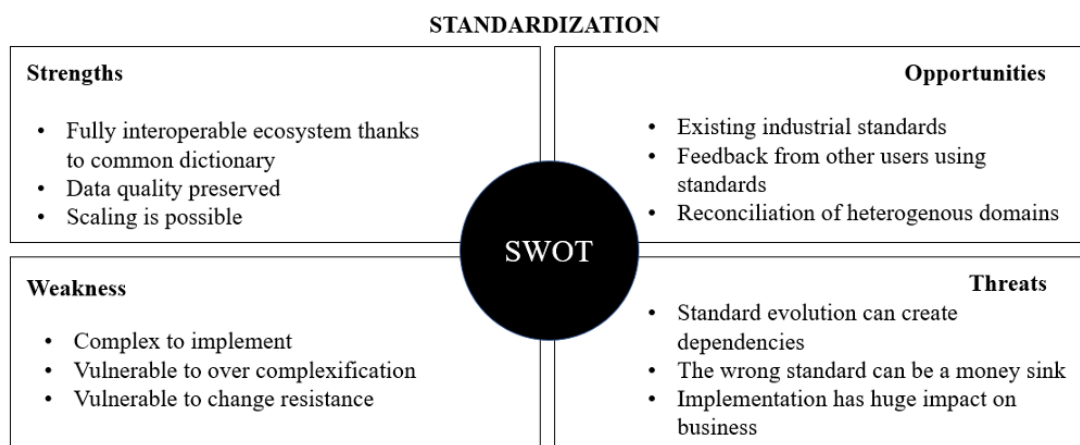 STANDARDIZATION
Strengths
• Fully interoperable ecosystem thanks
to common dictionary
• Data quality preserved
• Scaling is possible
Opportunities
• Existing industrial standards
• Feedback from other users using
standards
• Reconciliation of heterogenous domains
SWOT
Weakness
• Complex to implement
• Vulnerable to over complexification
• Vulnerable to change resistance
Threats
• Standard evolution can create
dependencies
• The wrong standard can be a money sink
• Implementation has huge impact on
business